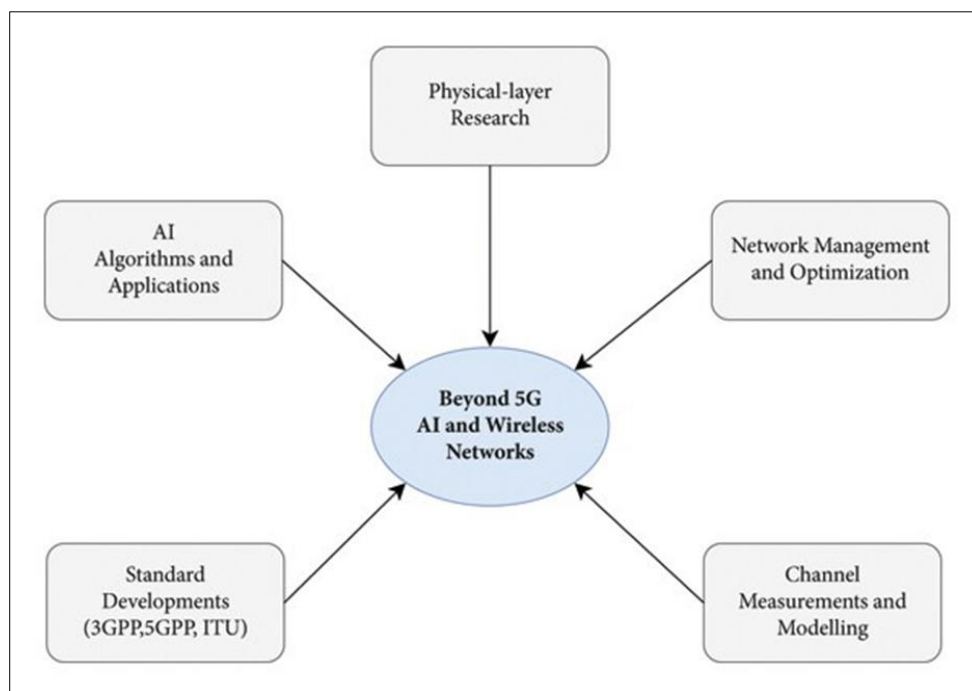 Physical-layer
Research
AI
Algorithms and
Applications
Network Management
and Optimization
Beyond 5G
AI and Wireless
Networks
Standard
Developments
(3GPP,5GPP, ITU)
Channel
Measurements and
Modelling